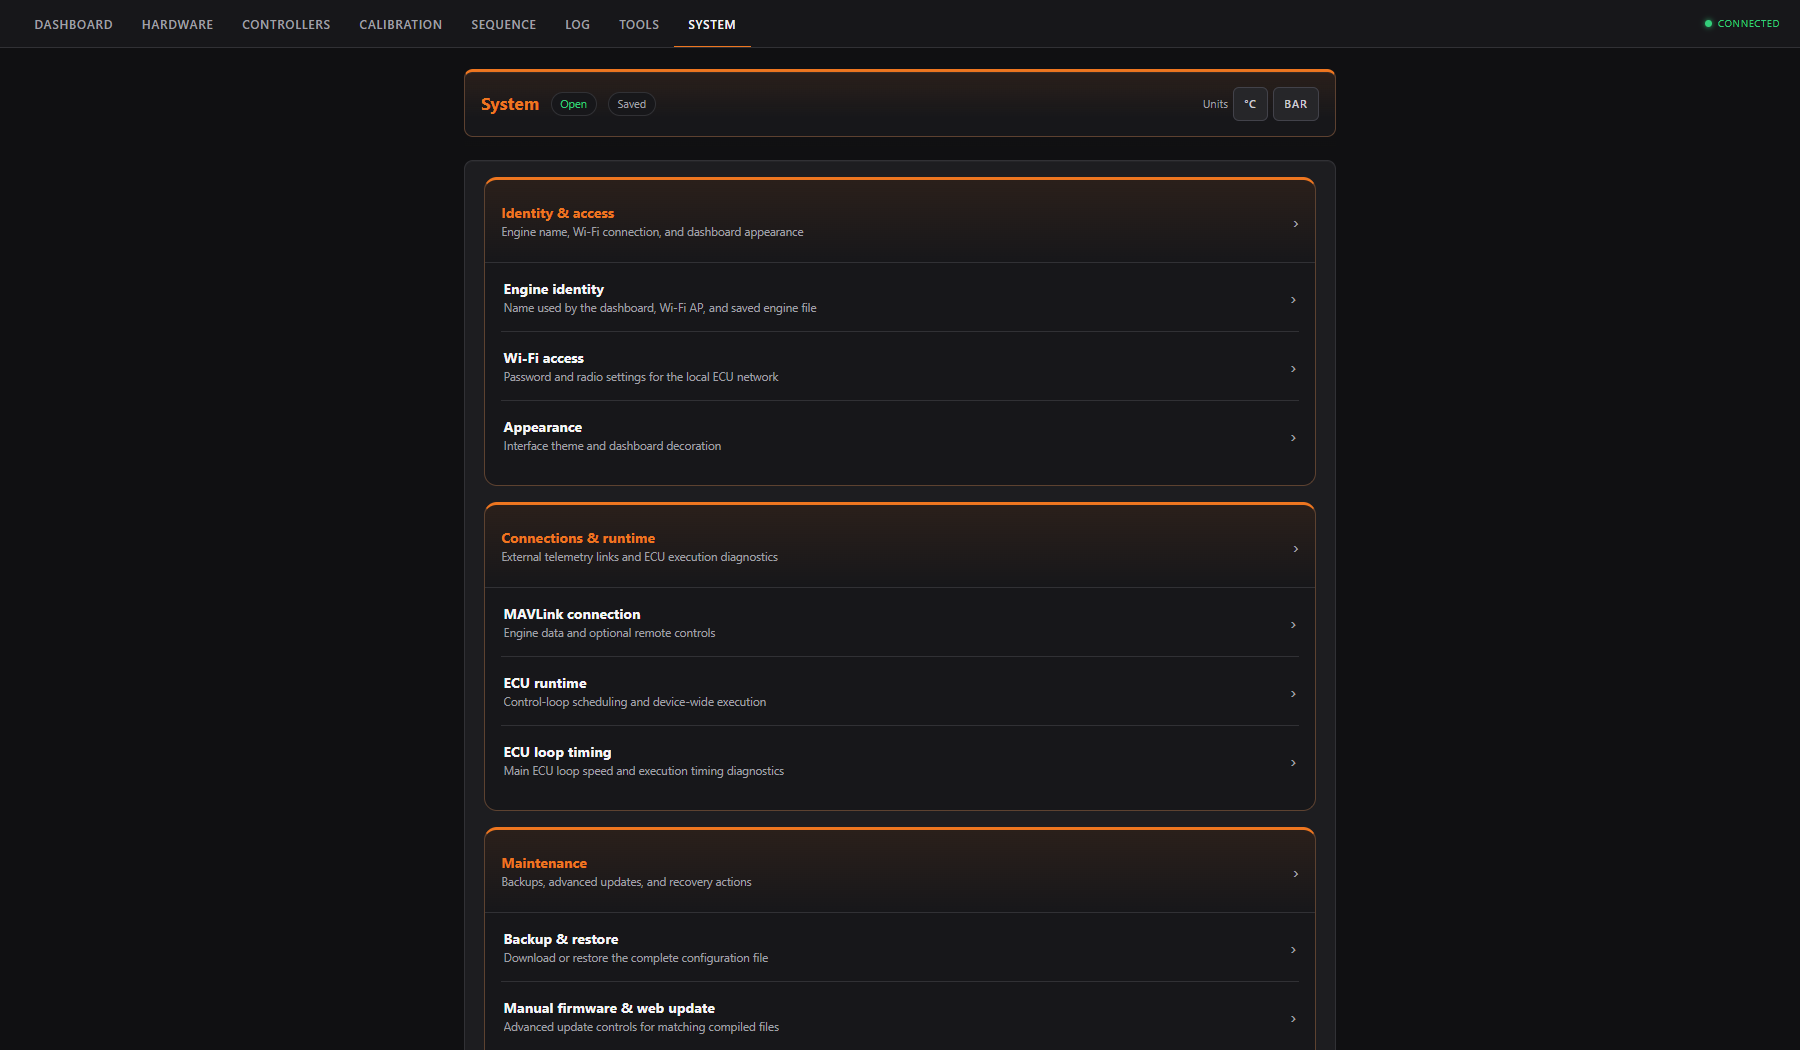 DASHBOARD HARDWARE CONTROLLERS CALIBRATION SEQUENCE LOG TOOLS SYSTEM CONNECTED
System Open Saved Units °C BAR
Identity & access
Engine name, Wi-Fi connection, and dashboard appearance
Engine identity
Name used by the dashboard, Wi-Fi AP, and saved engine file
Wi-Fi access
Password and radio settings for the local ECU network
Appearance
Interface theme and dashboard decoration
Connections & runtime
External telemetry links and ECU execution diagnostics
MAVLink connection
Engine data and optional remote controls
ECU runtime
Control-loop scheduling and device-wide execution
ECU loop timing
Main ECU loop speed and execution timing diagnostics
Maintenance
Backups, advanced updates, and recovery actions
Backup & restore
Download or restore the complete configuration file
Manual firmware & web update
Advanced update controls for matching compiled files